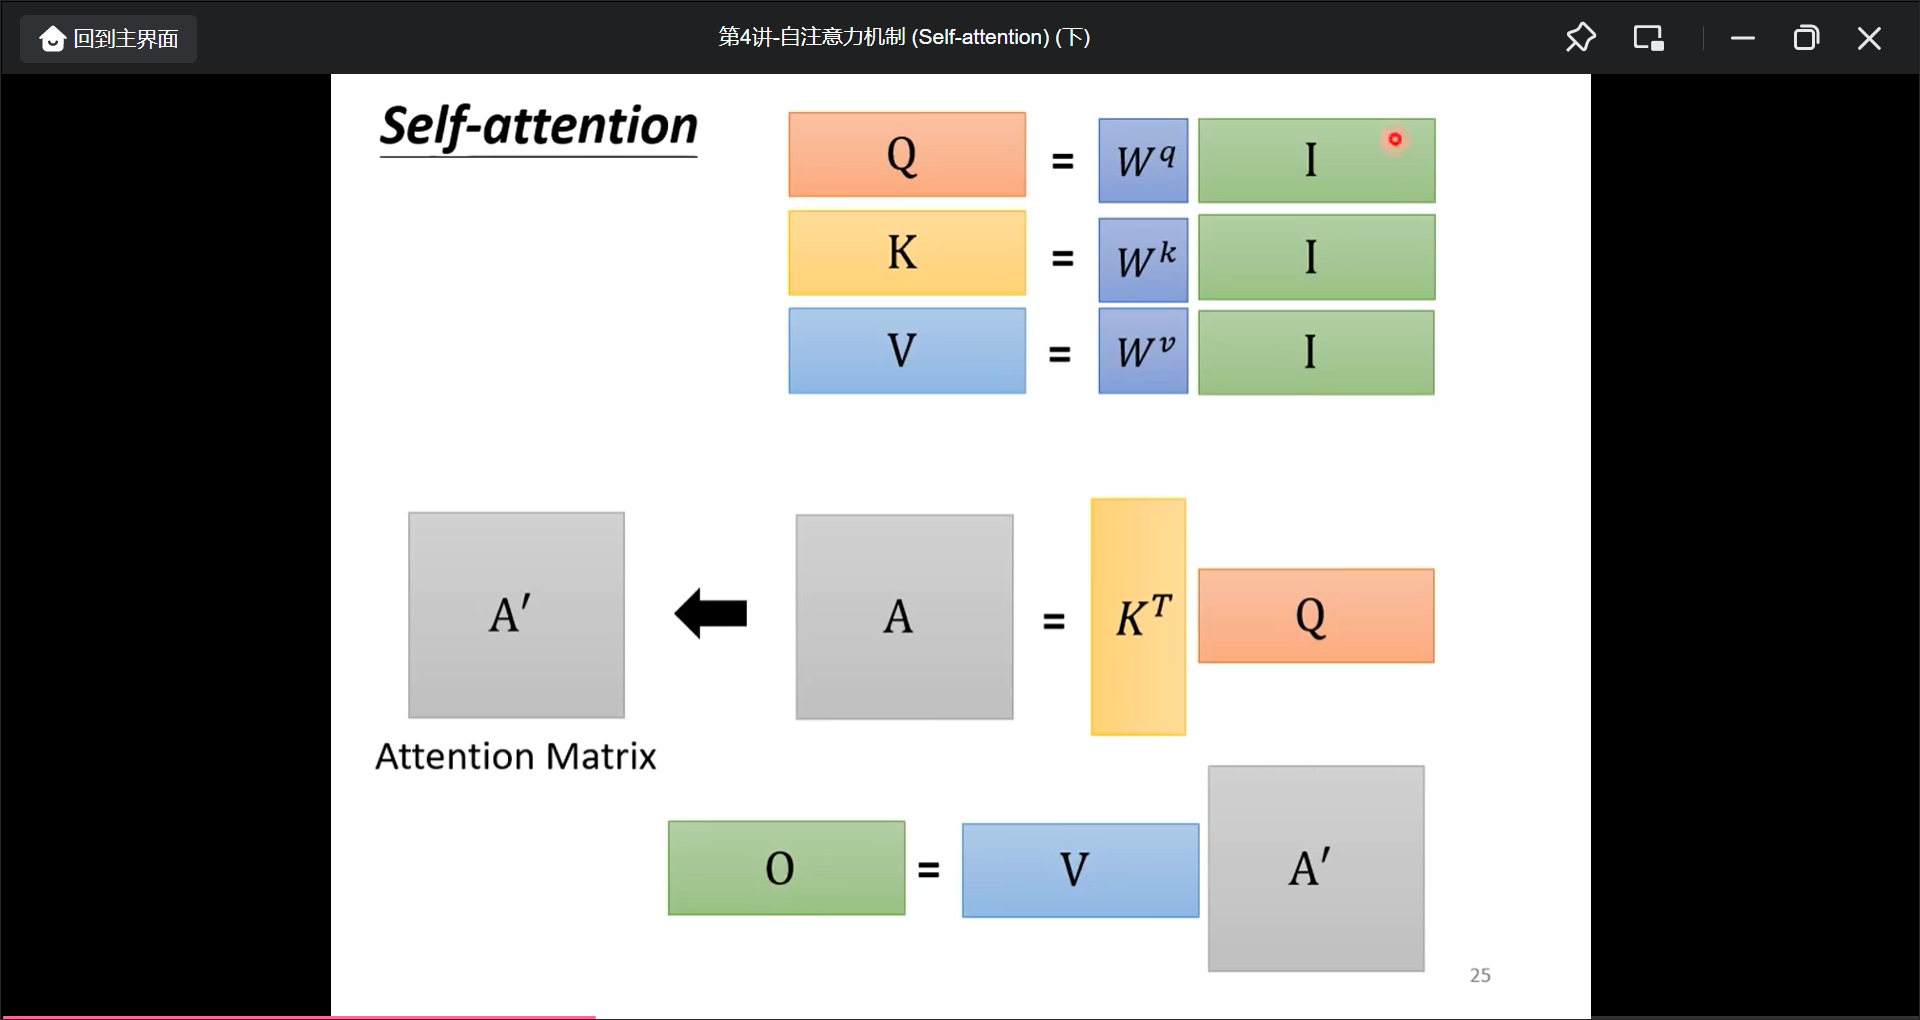 回到主界面
第4讲-自注意力机制 (Self-attention) (下)
Self-attention
Q = W^q I
K = W^k I
V = W^v I
A′ A = K^T Q
Attention Matrix
O = V A′
25